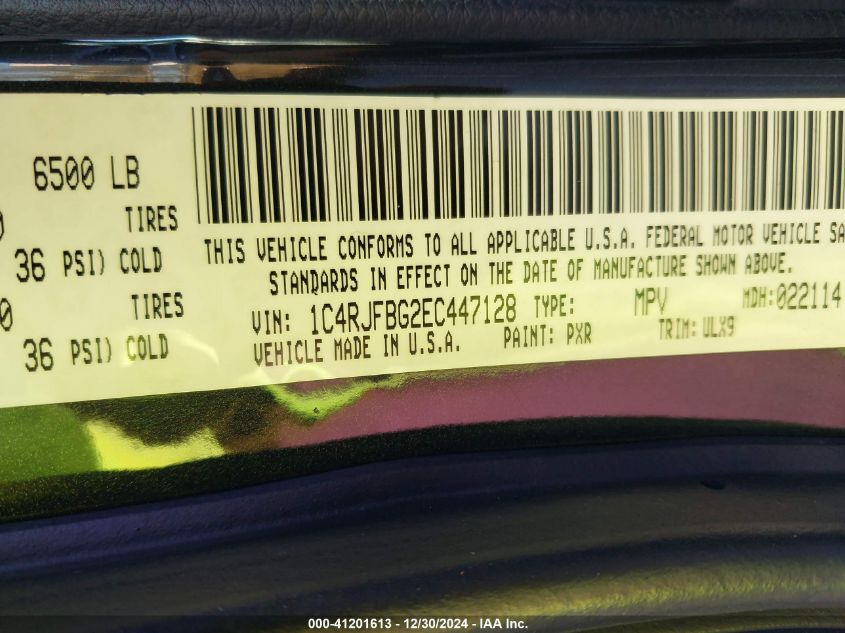 6500 LB
0 TIRES
36 PSI) COLD
0 TIRES
36 PSI) COLD
THIS VEHICLE CONFORMS TO ALL APPLICABLE U.S.A. FEDERAL MOTOR VEHICLE SA
STANDARDS IN EFFECT ON THE DATE OF MANUFACTURE SHOWN ABOVE.
VIN: 1C4RJFBG2EC447128 TYPE: MPV MDH:022114
VEHICLE MADE IN U.S.A. PAINT: PXR TRIM: ULX9
000-41201613 - 12/30/2024 - IAA Inc.